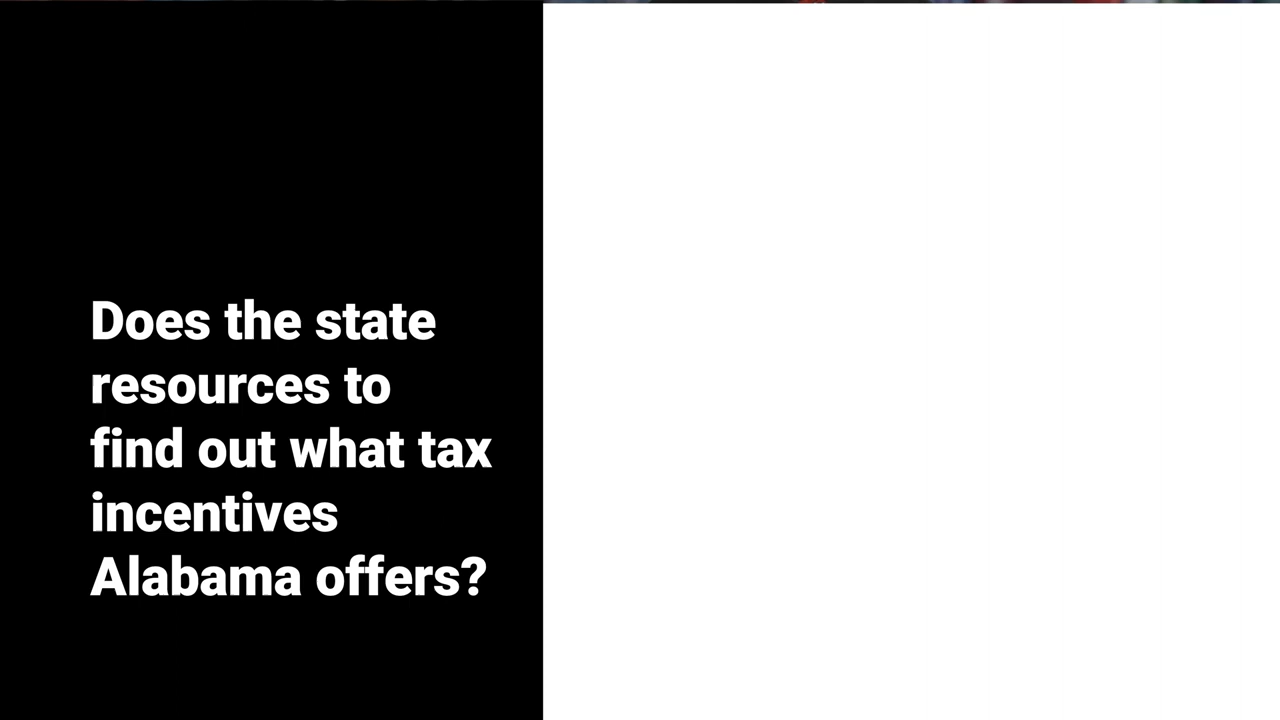 Does the state
resources to
find out what tax
incentives
Alabama offers?